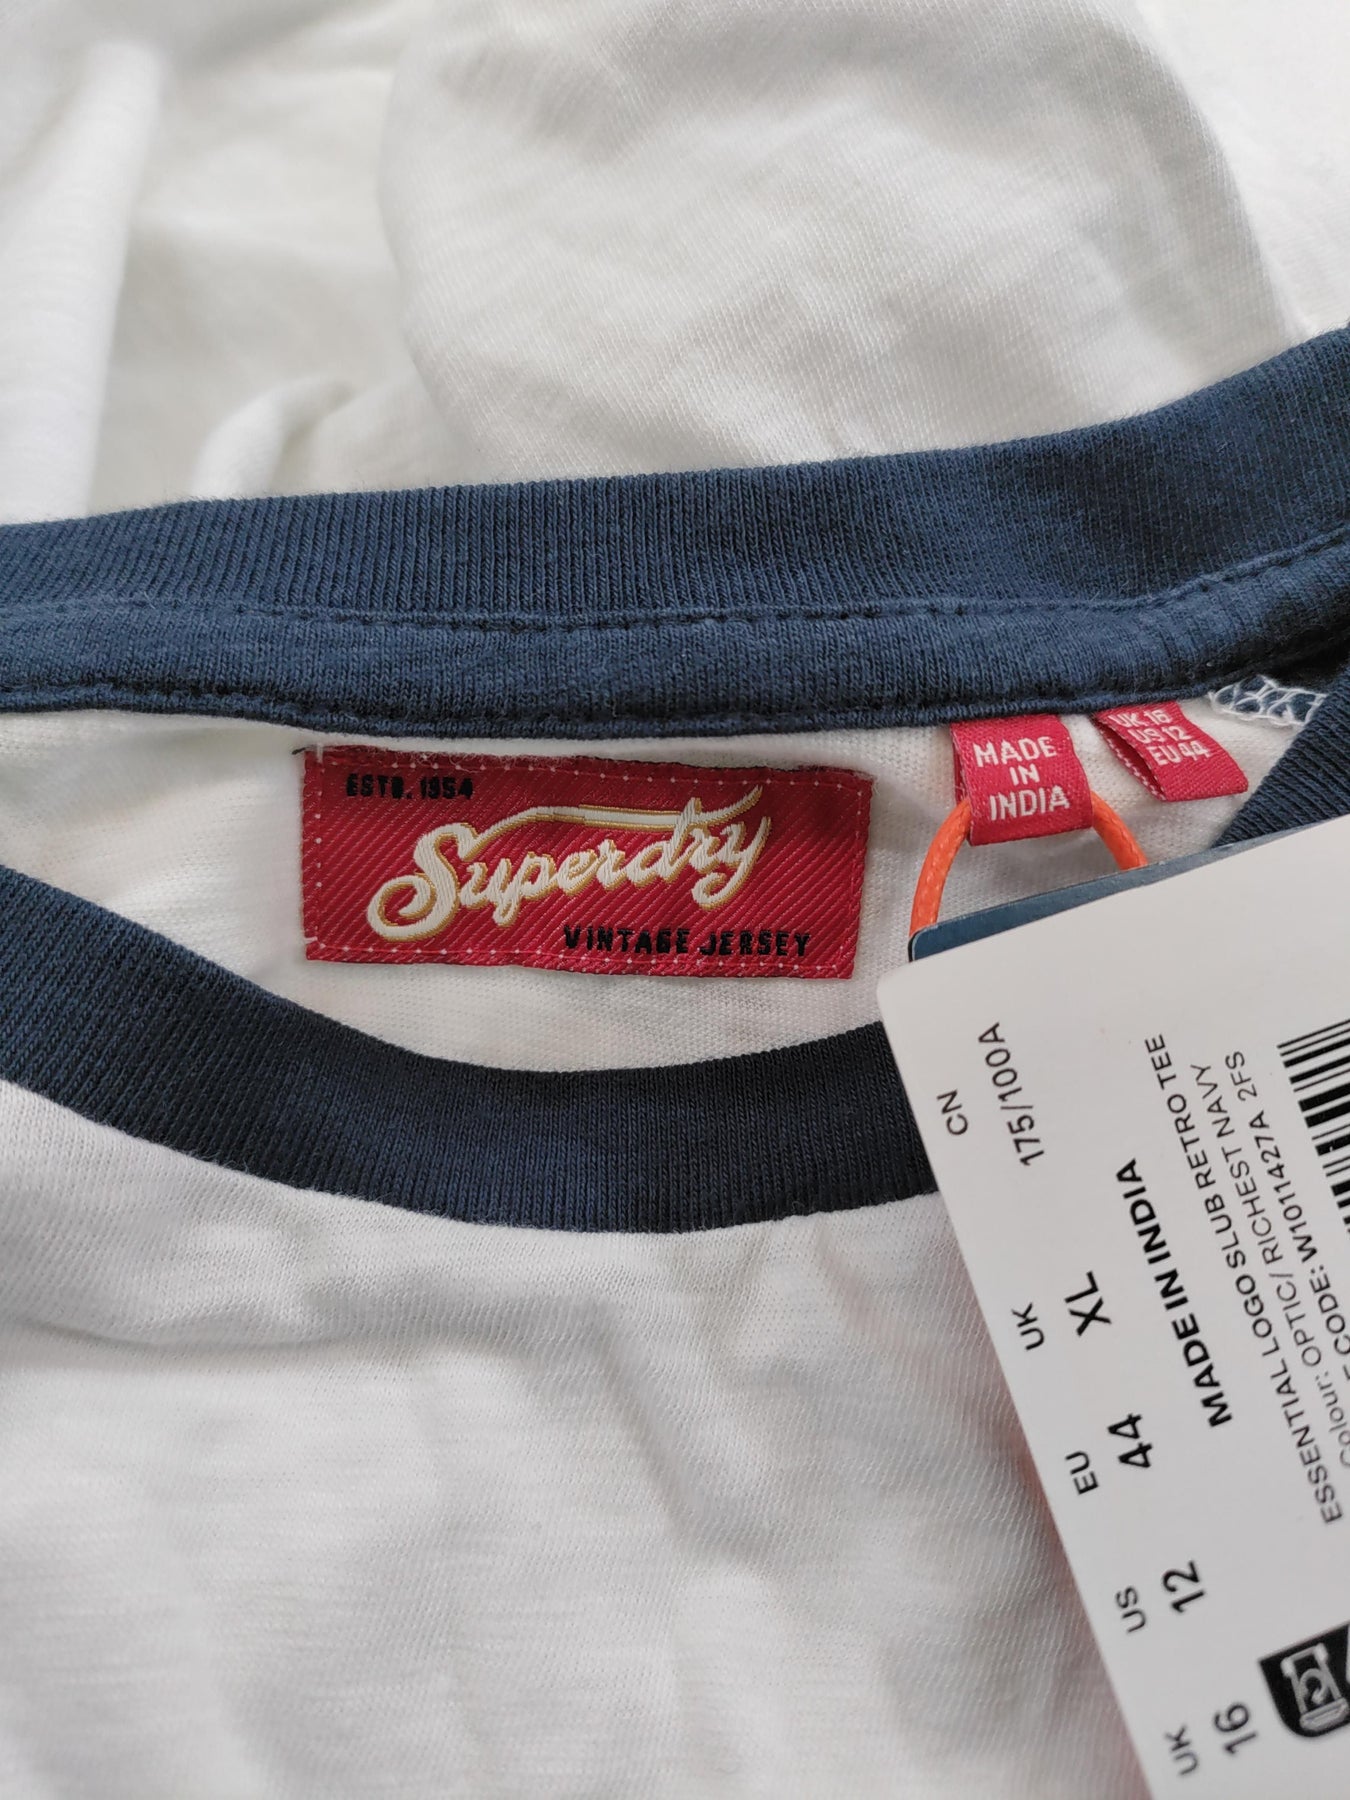 ESTD. 1954
Superdry
VINTAGE JERSEY
MADE
IN
INDIA
UK 16
US 12
EU 44
CN
175/100A
UK
XL
EU
44
US
12
UK
16
MADE IN INDIA
ESSENTIAL LOGO SLUB RETRO TEE
Colour: OPTIC/ RICHEST NAVY
CODE: W1011427A 2FS